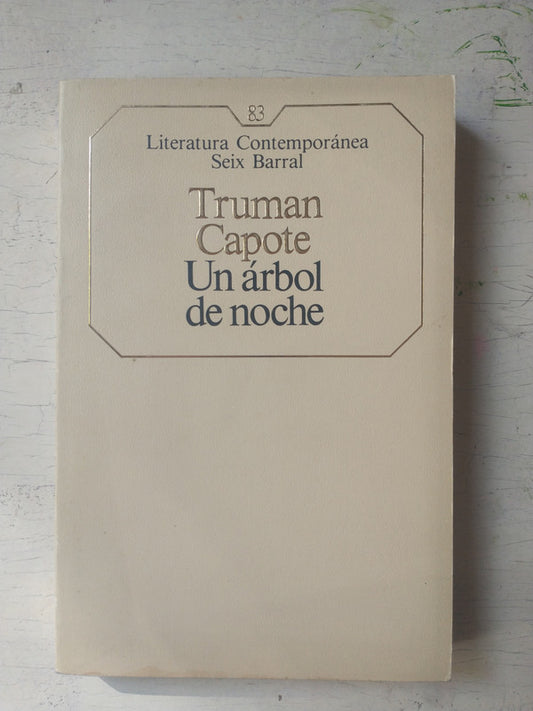 83
Literatura Contemporánea
Seix Barral
Truman
Capote
Un árbol
de noche